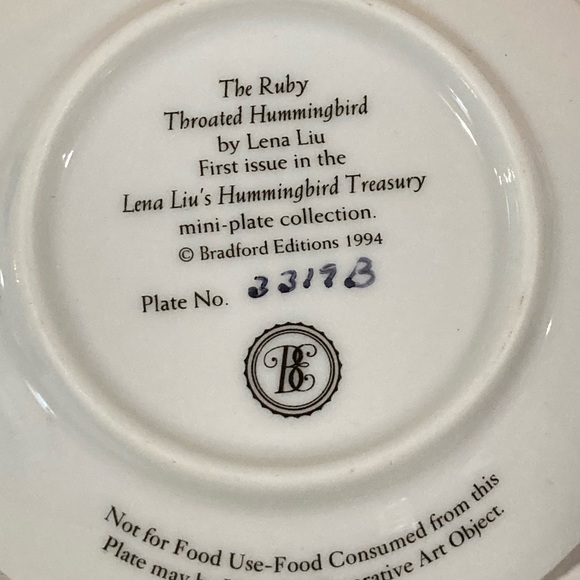 The Ruby
Throated Hummingbird
by Lena Liu
First issue in the
Lena Liu's Hummingbird Treasury
mini-plate collection.
© Bradford Editions 1994
Plate No. 3319B
BE
Not for Food Use-Food Consumed from this
Plate may Art Object.